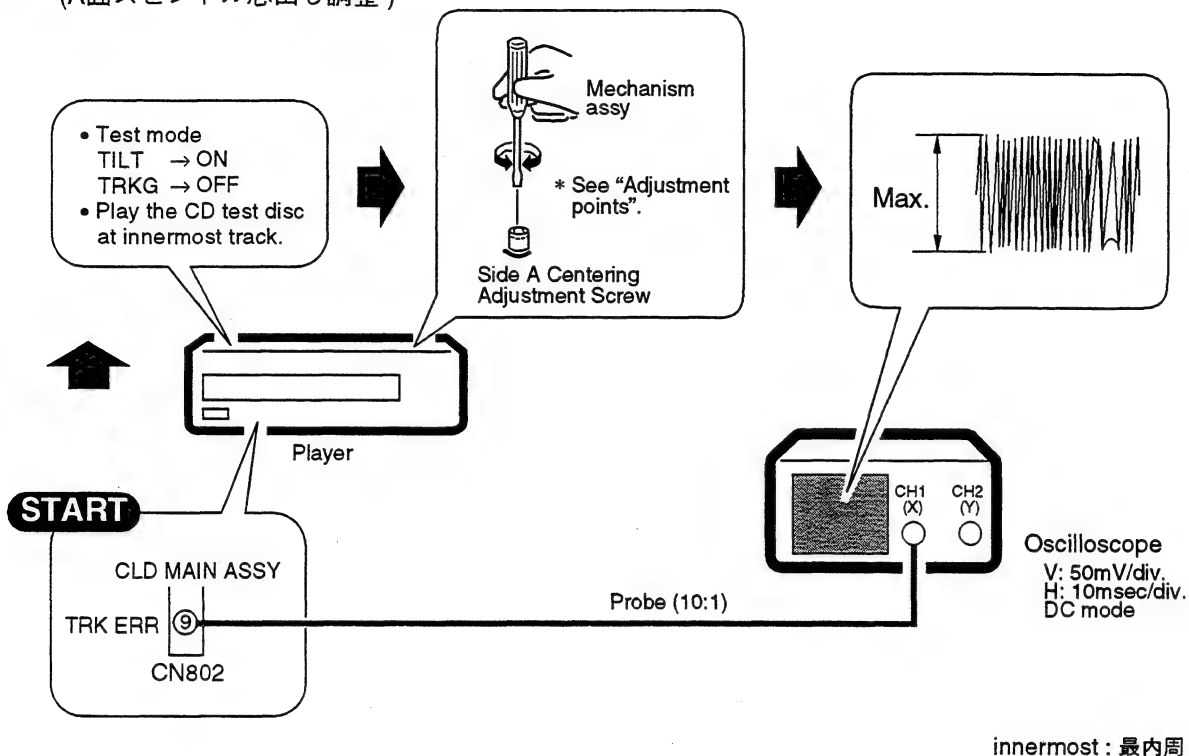 • Test mode
TILT → ON
TRKG → OFF
• Play the CD test disc
at innermost track.
Mechanism
assy
* See “Adjustment
points”.
Side A Centering
Adjustment Screw
Max.
Player
START
CLD MAIN ASSY
TRK ERR ⑨
CN802
Probe (10:1)
CH1
(X)
CH2
(Y)
Oscilloscope
V: 50mV/div.
H: 10msec/div.
DC mode
innermost : 最内周